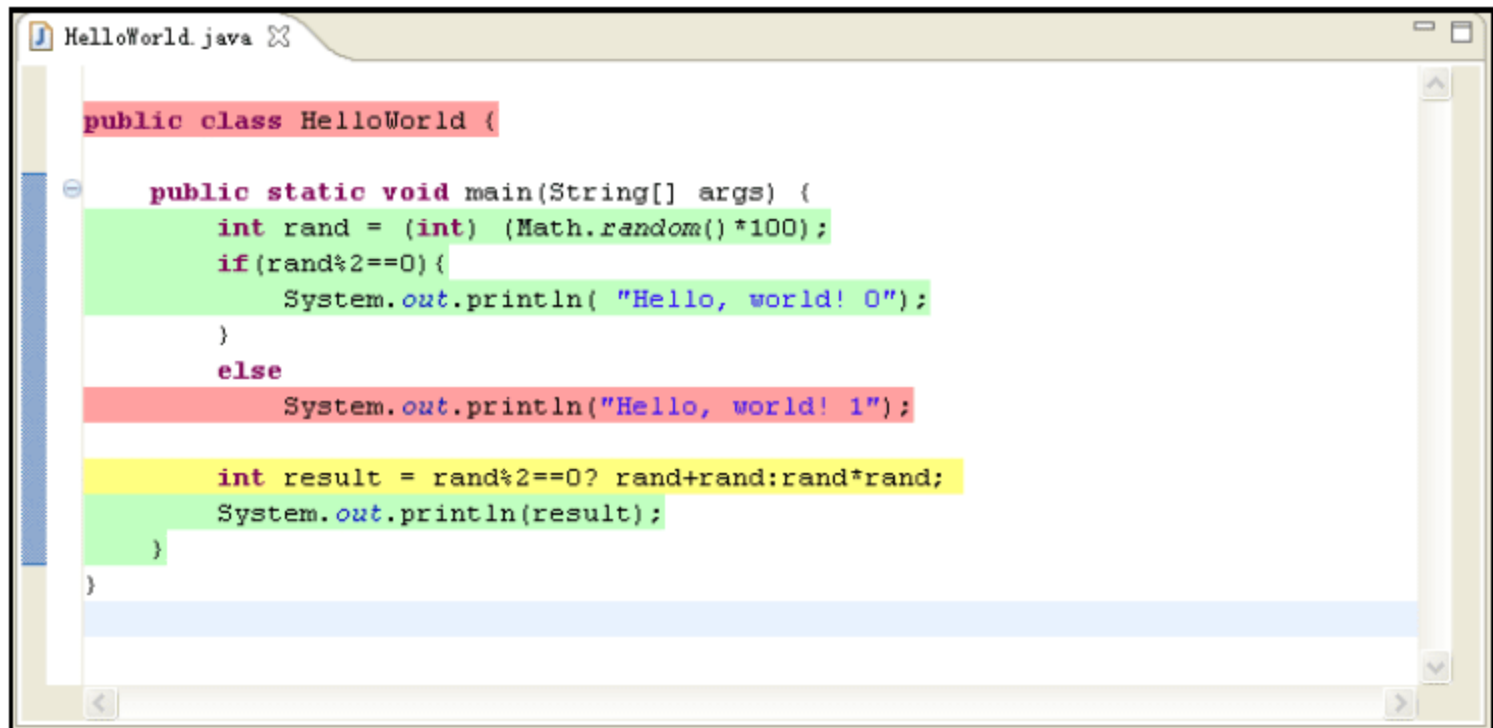 HelloWorld.java
public class HelloWorld {
public static void main(String[] args) {
int rand = (int) (Math.random()*100);
if(rand%2==0){
System.out.println( "Hello, world! 0");
}
else
System.out.println("Hello, world! 1");
int result = rand%2==0? rand+rand:rand*rand;
System.out.println(result);
}
}